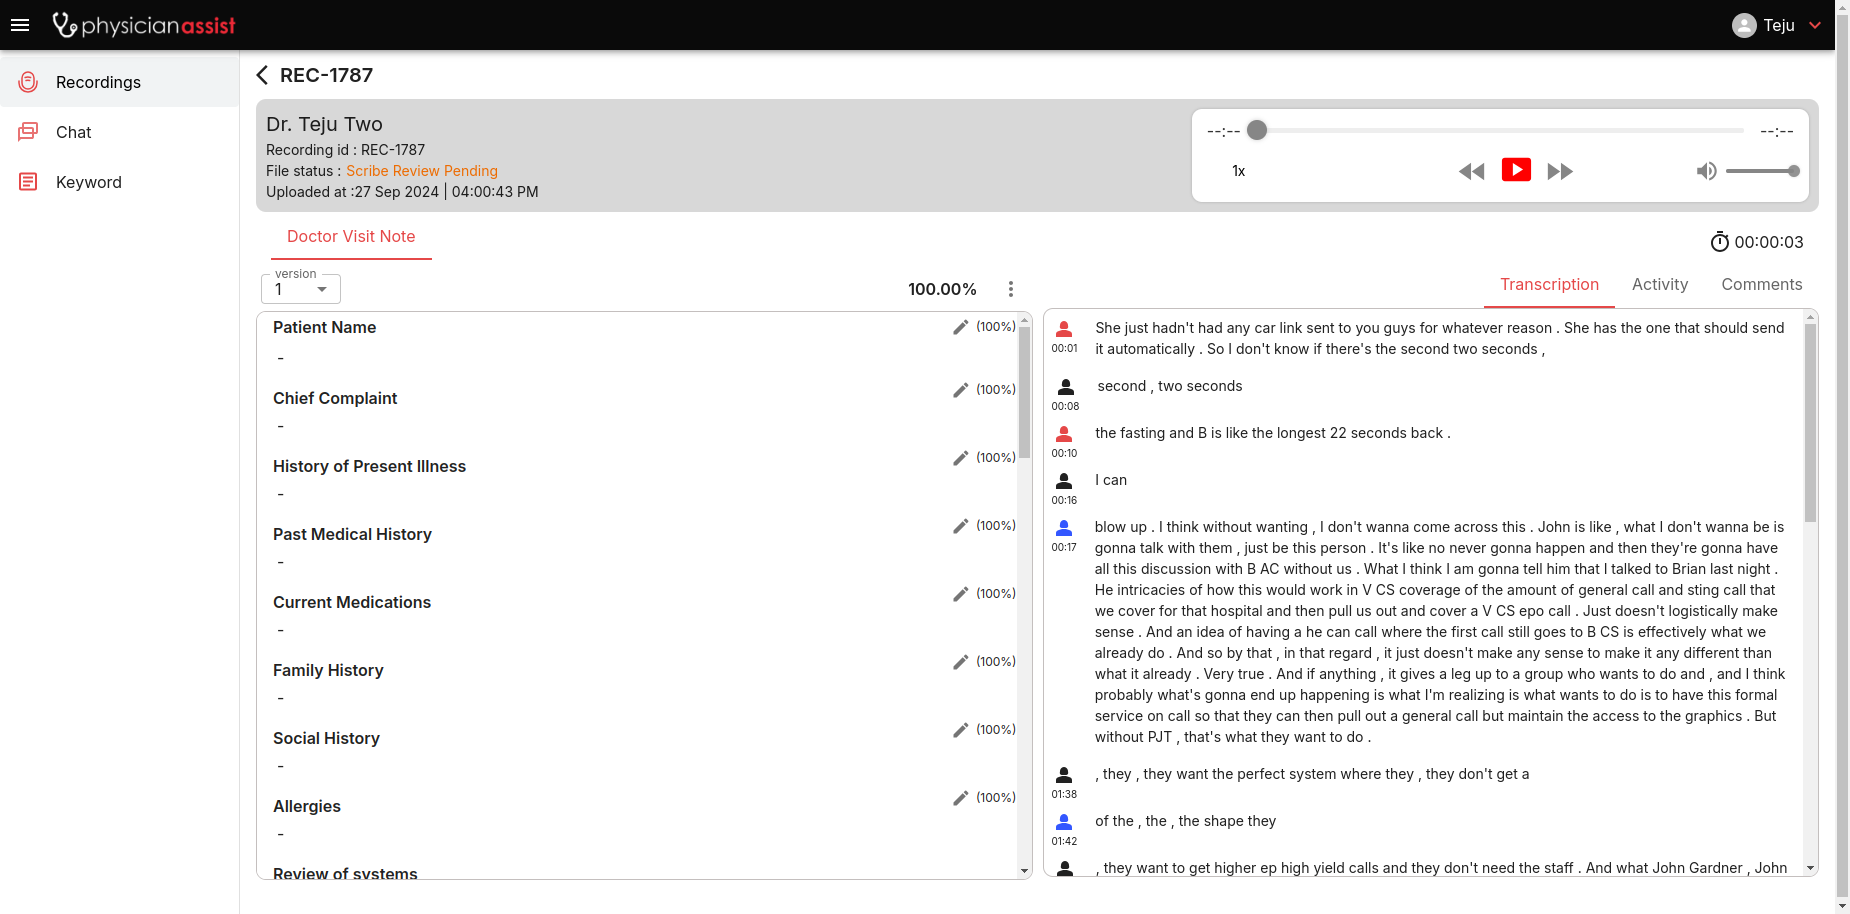 physicianassist
Teju
Recordings
Chat
Keyword
REC-1787
Dr. Teju Two
Recording id : REC-1787
File status : Scribe Review Pending
Uploaded at :27 Sep 2024 | 04:00:43 PM
--:--
--:--
1x
Doctor Visit Note
00:00:03
version
1
100.00%
Transcription
Activity
Comments
Patient Name
(100%)
-
Chief Complaint
(100%)
-
History of Present Illness
(100%)
-
Past Medical History
(100%)
-
Current Medications
(100%)
-
Family History
(100%)
-
Social History
(100%)
-
Allergies
(100%)
-
Review of systems
She just hadn't had any car link sent to you guys for whatever reason . She has the one that should send
it automatically . So I don't know if there's the second two seconds ,
00:01
second , two seconds
00:08
the fasting and B is like the longest 22 seconds back .
00:10
I can
00:16
blow up . I think without wanting , I don't wanna come across this . John is like , what I don't wanna be is
00:17
gonna talk with them , just be this person . It's like no never gonna happen and then they're gonna have
all this discussion with B AC without us . What I think I am gonna tell him that I talked to Brian last night .
He intricacies of how this would work in V CS coverage of the amount of general call and sting call that
we cover for that hospital and then pull us out and cover a V CS epo call . Just doesn't logistically make
sense . And an idea of having a he can call where the first call still goes to B CS is effectively what we
already do . And so by that , in that regard , it just doesn't make any sense to make it any different than
what it already . Very true . And if anything , it gives a leg up to a group who wants to do and , and I think
probably what's gonna end up happening is what I'm realizing is what wants to do is to have this formal
service on call so that they can then pull out a general call but maintain the access to the graphics . But
without PJT , that's what they want to do .
, they , they want the perfect system where they , they don't get a
01:38
of the , the , the shape they
01:42
, they want to get higher ep high yield calls and they don't need the staff . And what John Gardner , John